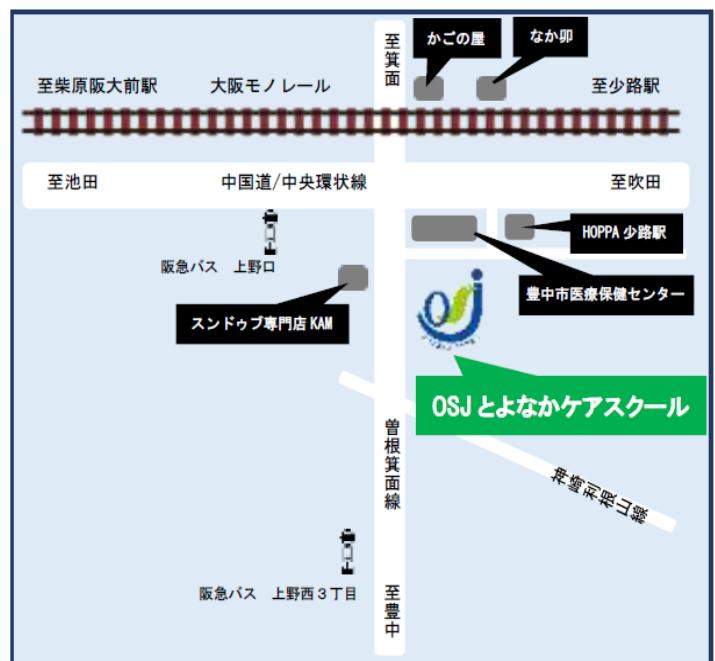 至箕面
かごの屋
なか卯
至柴原阪大前駅
大阪モノレール
至少路駅
至池田
中国道/中央環状線
至吹田
HOPPA 少路駅
阪急バス 上野口
豊中市医療保健センター
スンドゥブ専門店 KAM
OSJ
OSJ とよなかケアスクール
曽根箕面線
神崎利根山線
阪急バス 上野西３丁目
至豊中